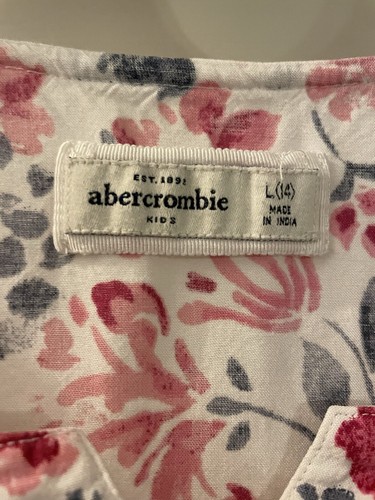 EST. 1892
abercrombie
KIDS
L (14)
MADE
IN INDIA